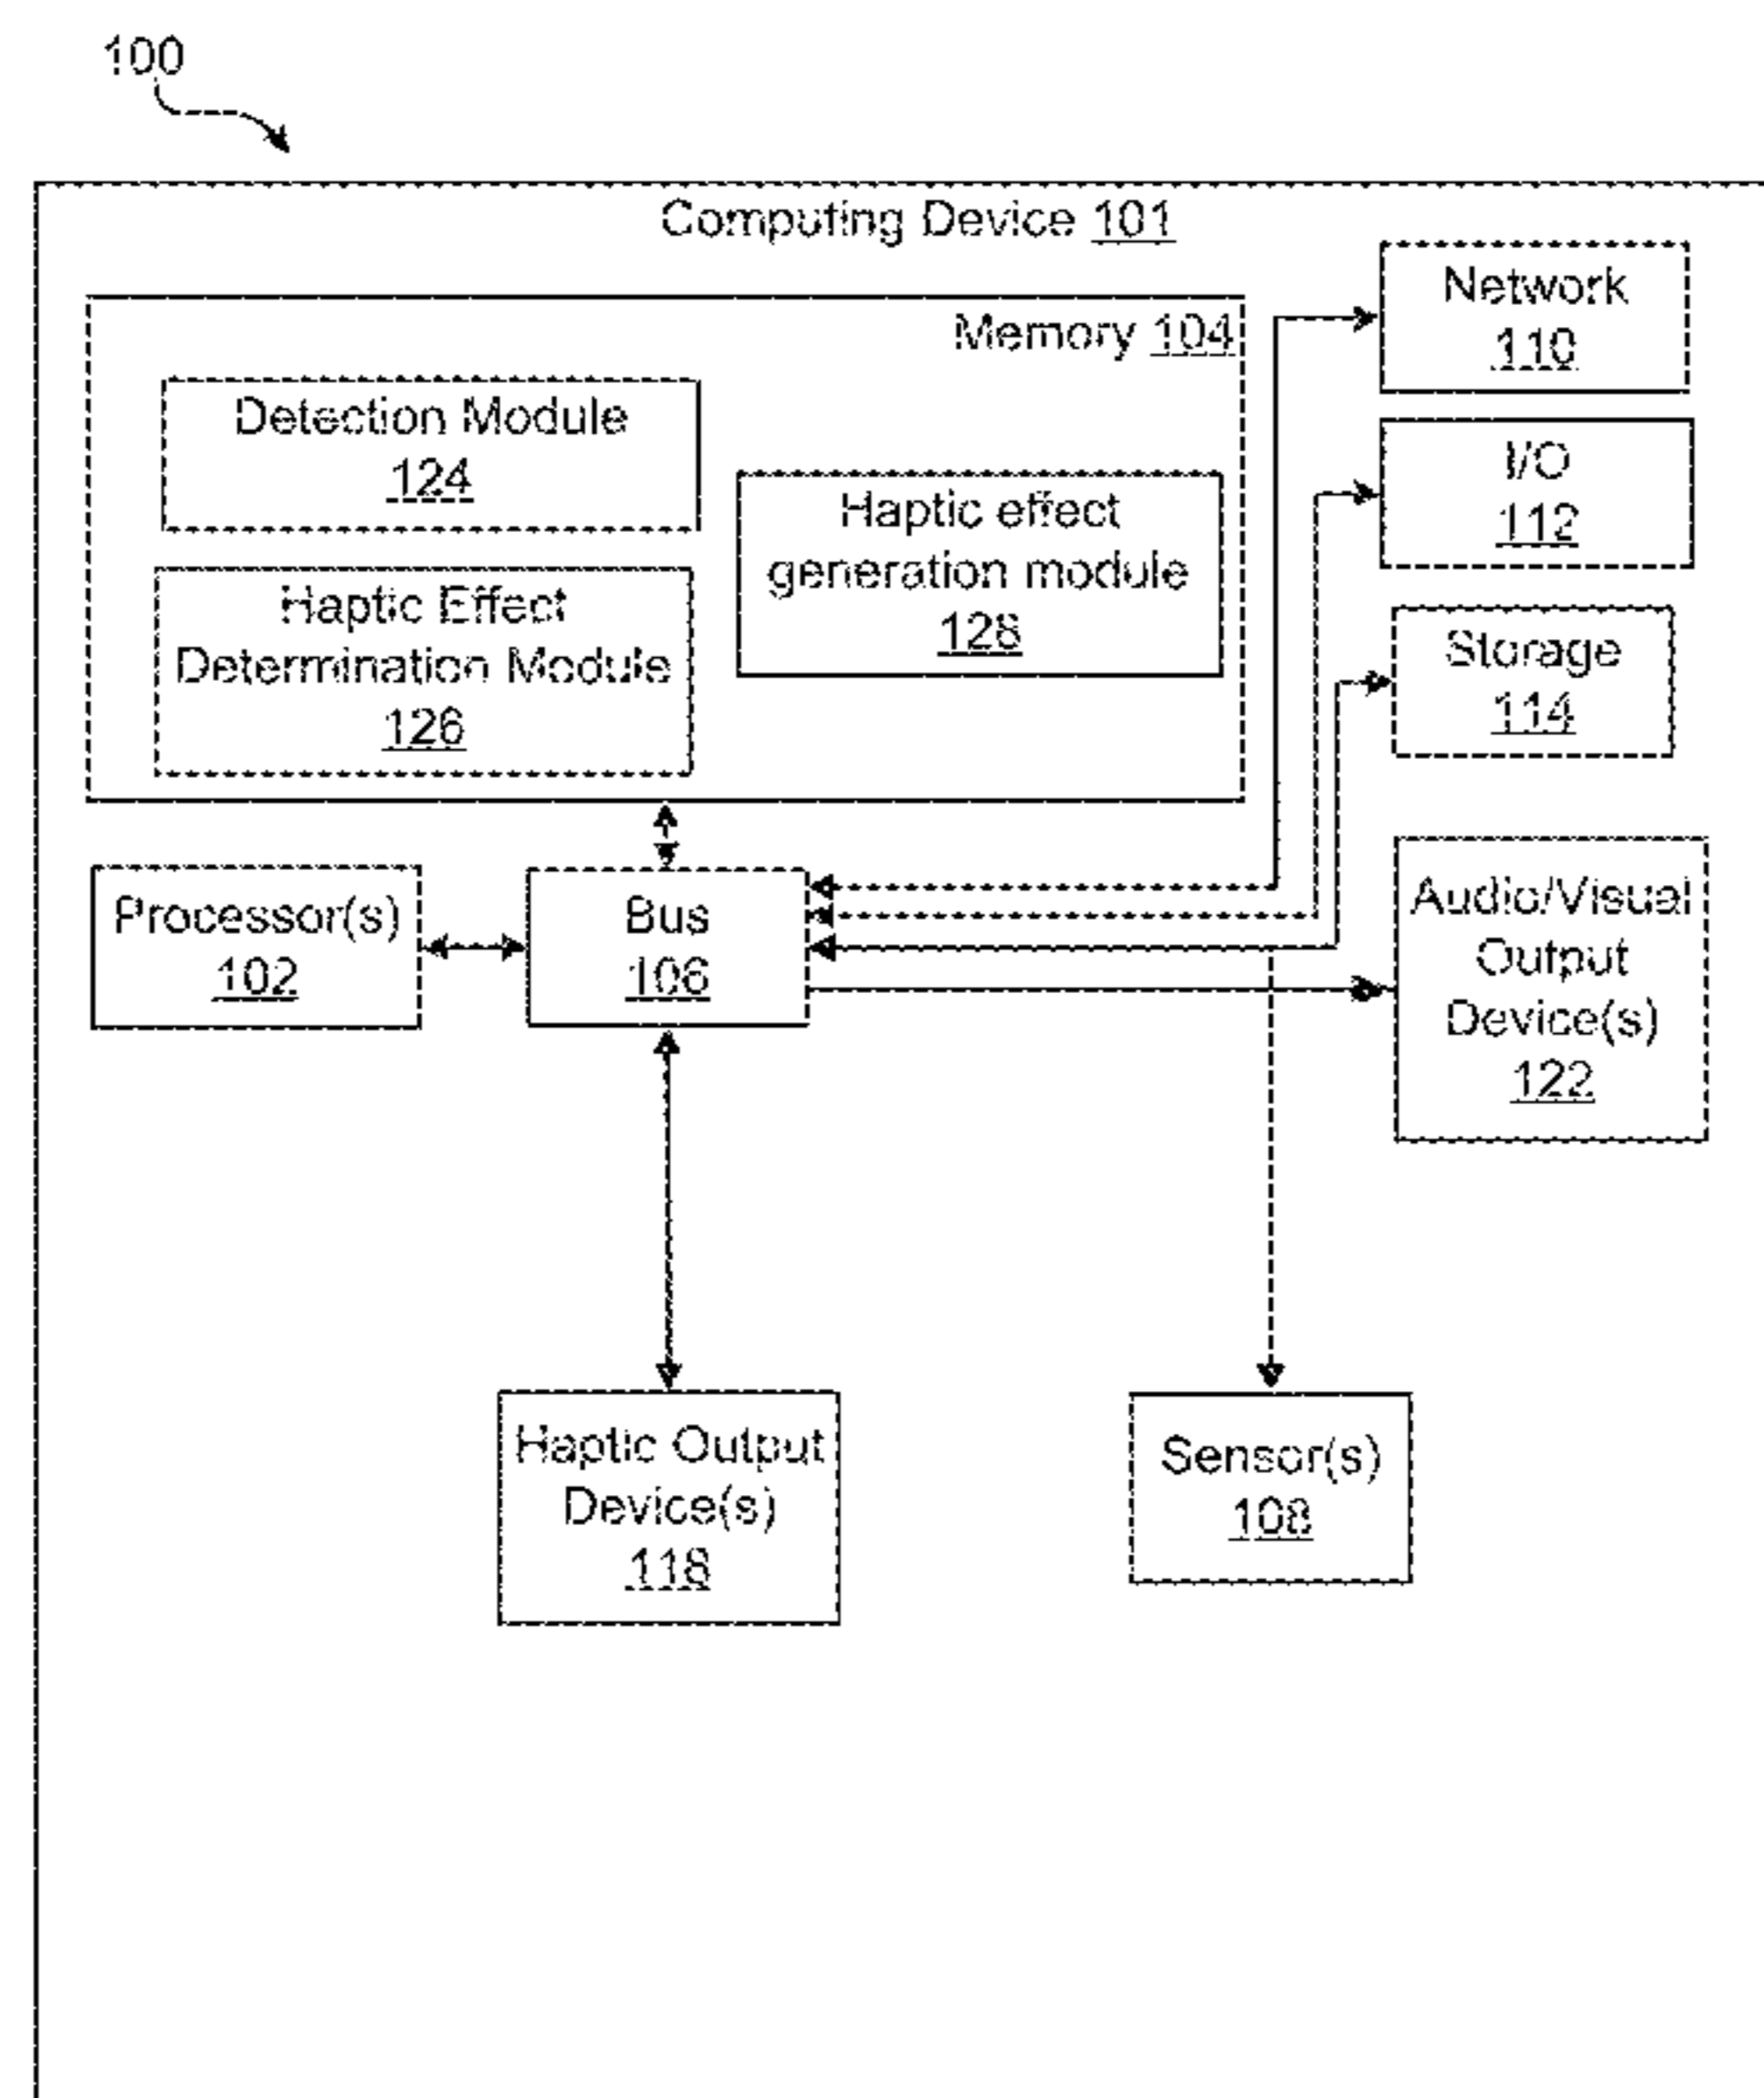 100
Computing Device 101
Memory 104
Detection Module
124
Haptic Effect
Determination Module
126
Haptic effect
generation module
128
Network
110
I/O
112
Storage
114
Processor(s)
102
Bus
106
Audio/Visual
Output
Device(s)
122
Haptic Output
Device(s)
118
Sensor(s)
108